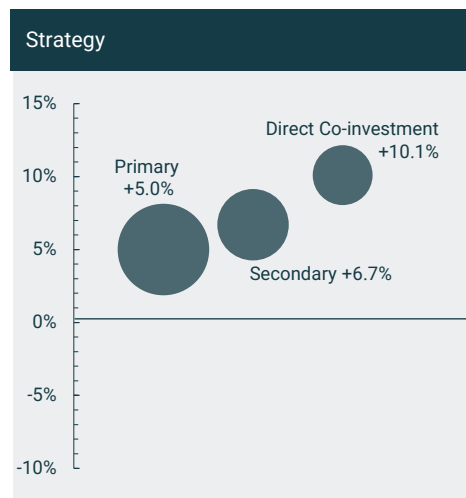 Strategy
15%
Direct Co-investment
+10.1%
Primary
+5.0%
10%
5%
Secondary +6.7%
0%
-5%
-10%